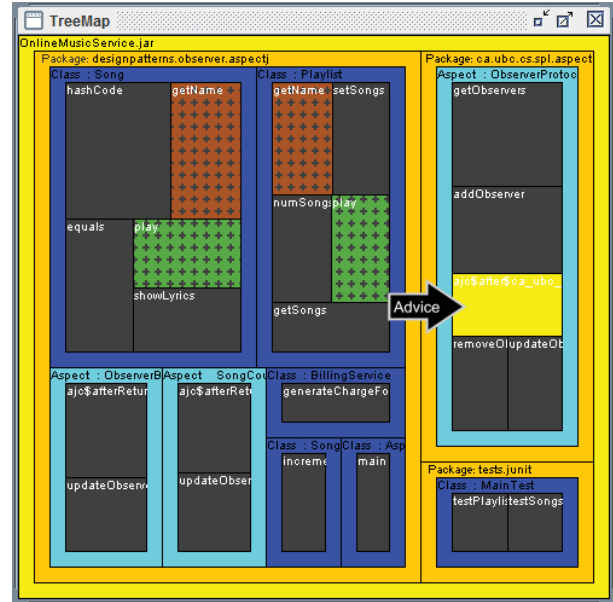 TreeMap
OnlineMusicService.jar
Package: designpatterns.observer.aspectj
Class : Song
hashCode
getName
equals
play
showLyrics
Class : Playlist
getName
setSongs
numSongs
play
getSongs
Advice
Aspect : ObserverB
ajc$afterRetur
updateObserve
Aspect SongCou
ajc$afterRetu
updateObser
Class : BillingService
generateChargeFo
Class : Song
increme
Class : Asp
main
Package: ca.ubc.cs.spl.aspect
Aspect : ObserverProtoc
getObservers
addObserver
ajc$after$ca_ubc_
removeO
updateOb
Package: tests.junit
Class : MainTest
testPlaylis
testSongs